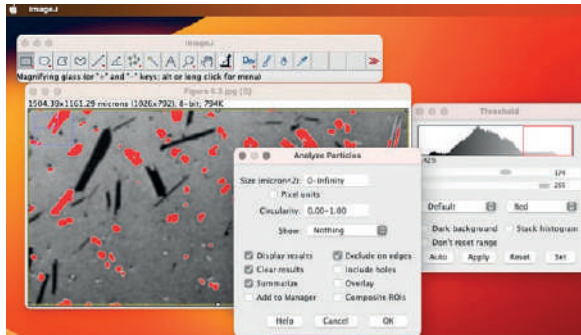 ImageJ
ImageJ
Magnifying glass (or "+" and "-" keys; alt or long click for menu)
Figure 6.3.jpg (G)
1504.39x1161.29 microns (1026x792); 8-bit; 794K
Threshold
174
255
Default
Red
Dark background
Stack histogram
Don't reset range
Auto
Apply
Reset
Set
Analyze Particles
Size (micron^2):
0-Infinity
Pixel units
Circularity:
0.00-1.00
Show:
Nothing
Display results
Exclude on edges
Clear results
Include holes
Summarize
Overlay
Add to Manager
Composite ROIs
Help
Cancel
OK